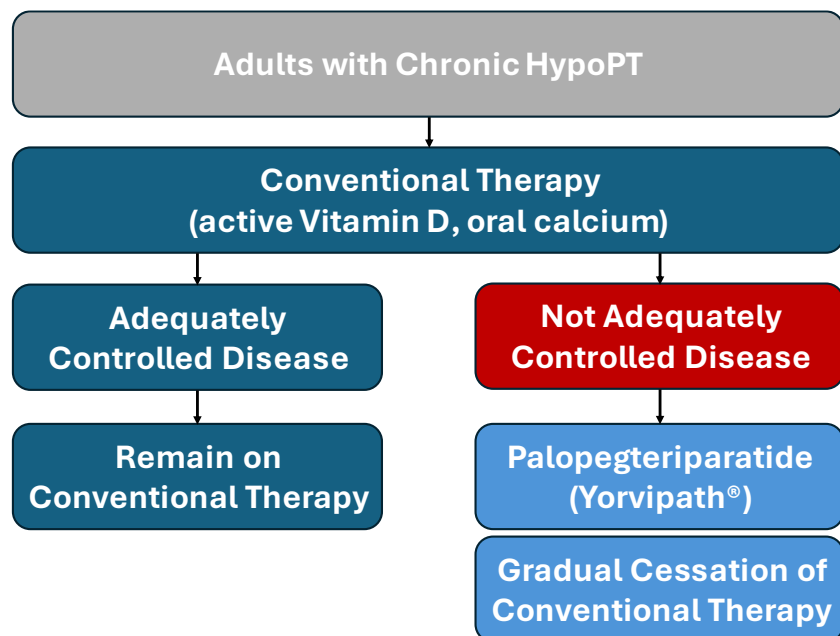 Adults with Chronic HypoPT
Conventional Therapy
(active Vitamin D, oral calcium)
Adequately
Controlled Disease
Not Adequately
Controlled Disease
Remain on
Conventional Therapy
Palopegteriparatide
(Yorvipath®)
Gradual Cessation of
Conventional Therapy